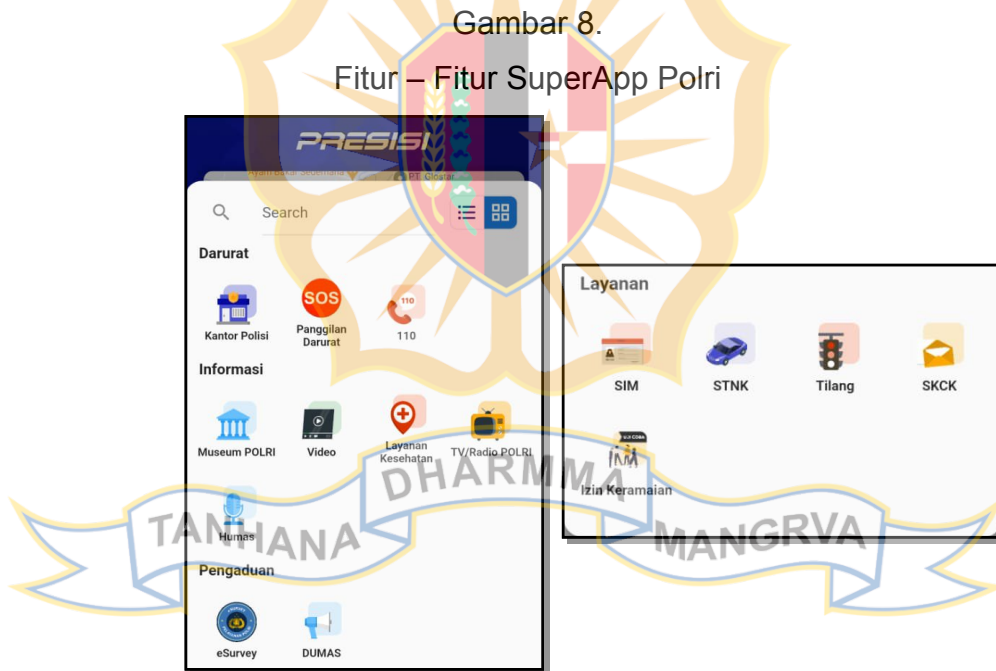 Gambar 8.
Fitur – Fitur SuperApp Polri
PRESISI
Search
Darurat
SOS
110
Kantor Polisi
Panggilan
Darurat
110
Informasi
Museum POLRI
Video
Layanan
Kesehatan
TV/Radio POLRI
Humas
Pengaduan
eSurvey
DUMAS
Layanan
SIM
STNK
Tilang
SKCK
UJI COBA
Izin Keramaian
TANHANA DHARMMA MANGRVA